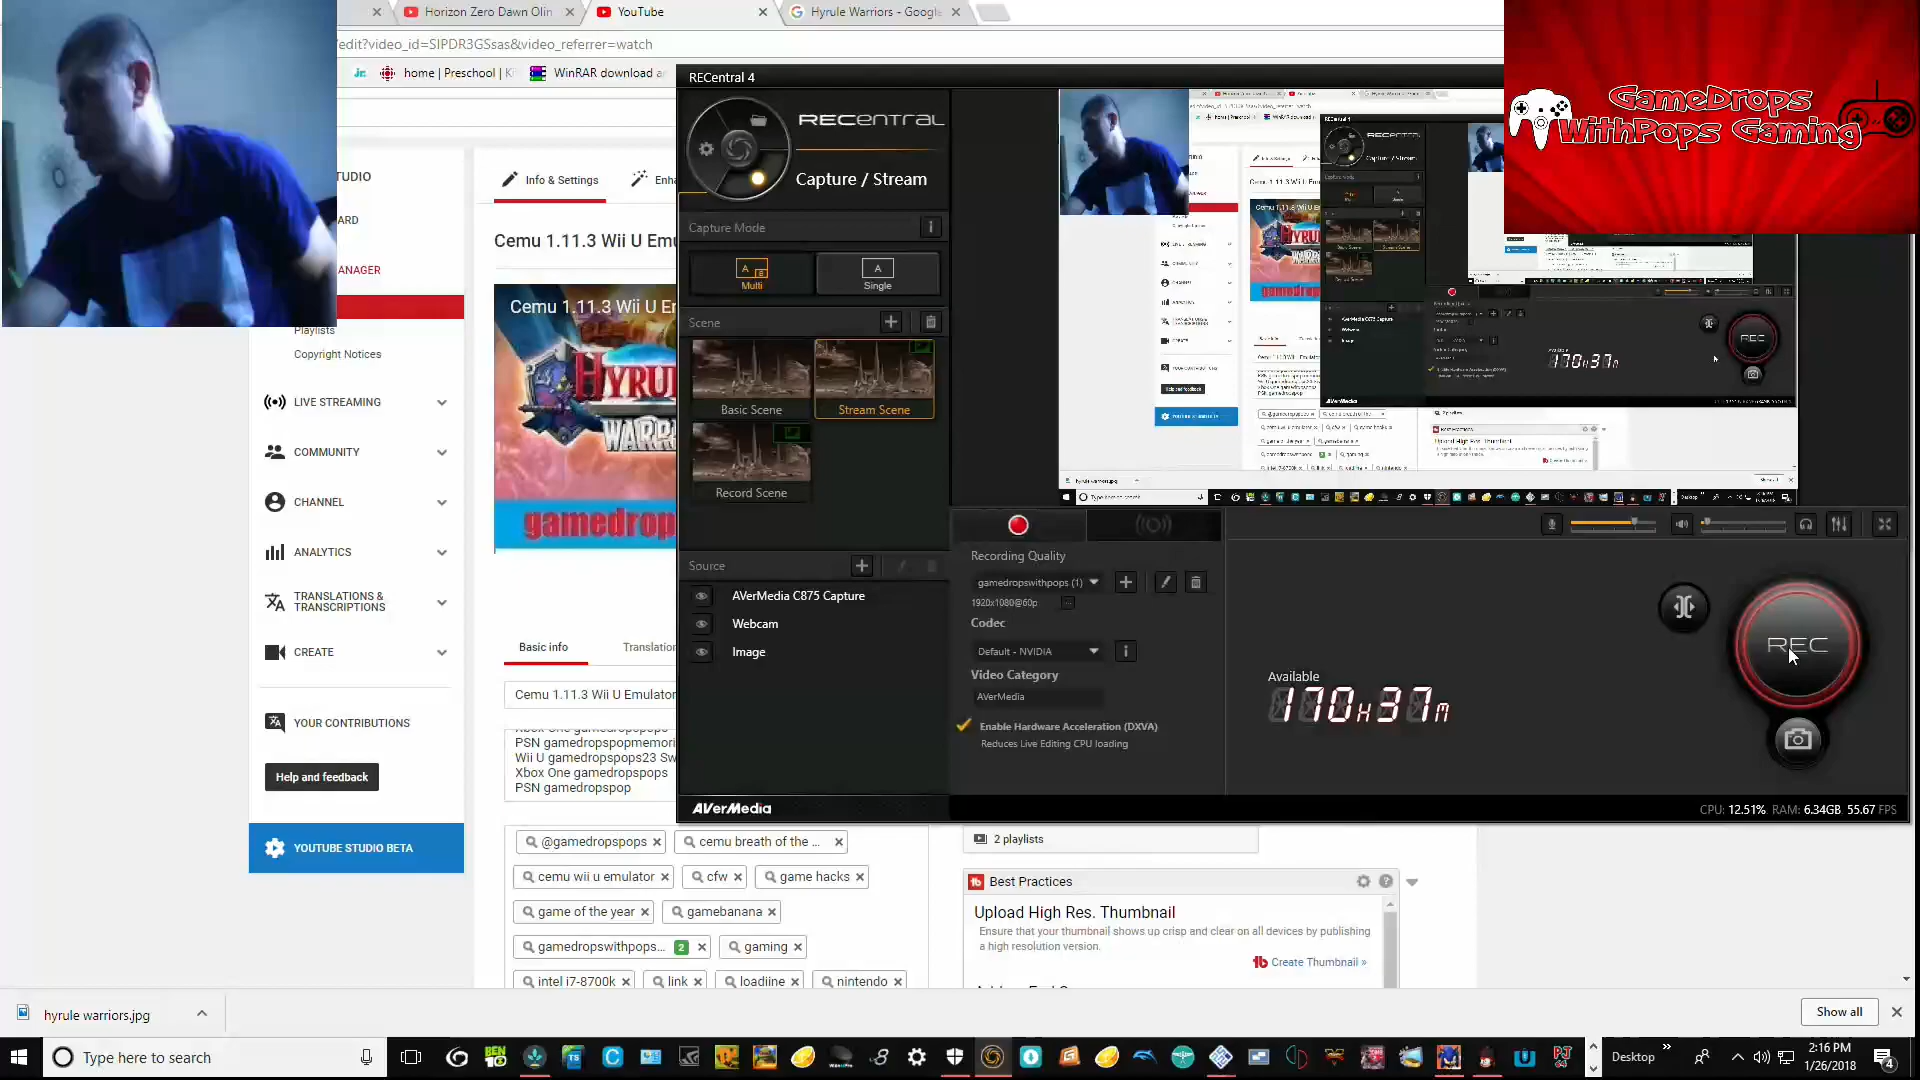 Horizon Zero Dawn Olin
YouTube
Hyrule Warriors - Google
edit?video_id=SIPDR3GSsas&video_referrer=watch
home | Preschool | Ki
WinRAR download a
RECentral 4
GameDrops
WithPops Gaming
RECENTRAL
Capture / Stream
Capture Mode
A B
Multi
A
Single
Scene
Basic Scene
Stream Scene
Record Scene
Source
AVerMedia C875 Capture
Webcam
Image
AVerMedia
Recording Quality
gamedropswithpops (1)
1920x1080@60p
Codec
Default - NVIDIA
Video Category
AVerMedia
Enable Hardware Acceleration (DXVA)
Reduces Live Editing CPU loading
Available
170H37M
REC
CPU: 12.51% RAM: 6.34GB 55.67 FPS
TUDIO
ARD
ANAGER
Playlists
Copyright Notices
LIVE STREAMING
COMMUNITY
CHANNEL
ANALYTICS
TRANSLATIONS &
TRANSCRIPTIONS
CREATE
YOUR CONTRIBUTIONS
Help and feedback
YOUTUBE STUDIO BETA
Info & Settings
Enha
Cemu 1.11.3 Wii U Emu
Cemu 1.11.3 Wii U Er
HYRUL
WARR
gamedrop
Basic info
Translation
Cemu 1.11.3 Wii U Emulator
Xbox One gamedropspops
PSN gamedropspopmemori
Wii U gamedropspops23 Sw
Xbox One gamedropspops
PSN gamedropspop
@gamedropspops
cemu breath of the ...
cemu wii u emulator
cfw
game hacks
game of the year
gamebanana
gamedropswithpops... 2
gaming
intel i7-8700k
link
loadiine
nintendo
2 playlists
Best Practices
Upload High Res. Thumbnail
Ensure that your thumbnail shows up crisp and clear on all devices by publishing
a high resolution version.
Create Thumbnail »
hyrule warriors.jpg
Show all
Type here to search
Desktop
2:16 PM
1/26/2018
4